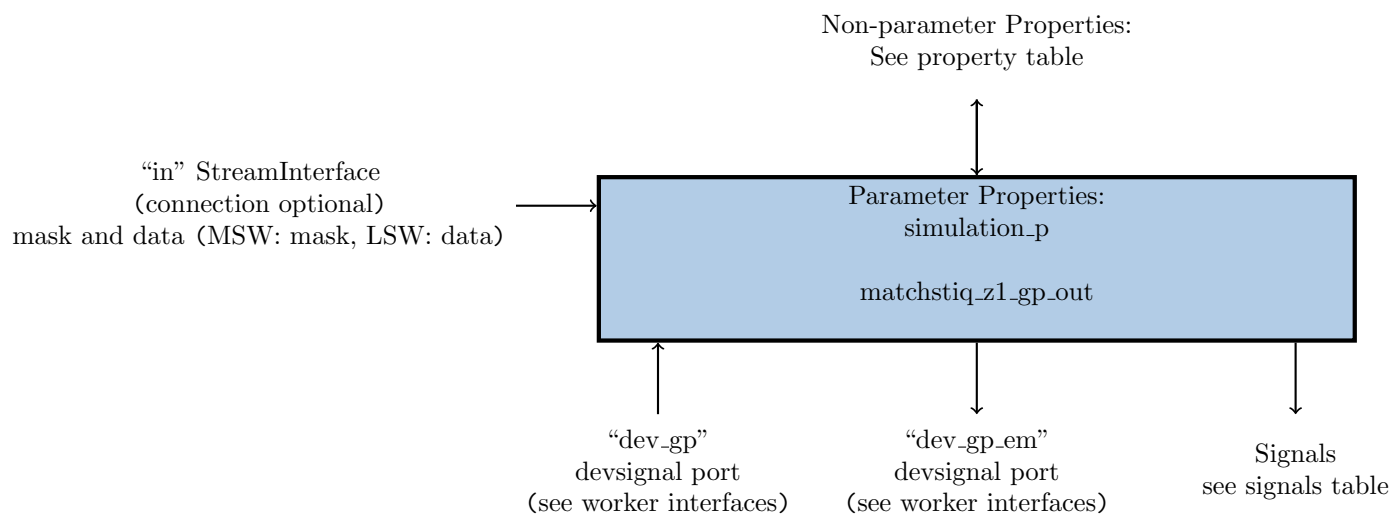 Non-parameter Properties:
See property table
“in” StreamInterface
(connection optional)
mask and data (MSW: mask, LSW: data)
Parameter Properties:
simulation_p
matchstiq_z1_gp_out
“dev_gp”
devsignal port
(see worker interfaces)
“dev_gp_em”
devsignal port
(see worker interfaces)
Signals
see signals table